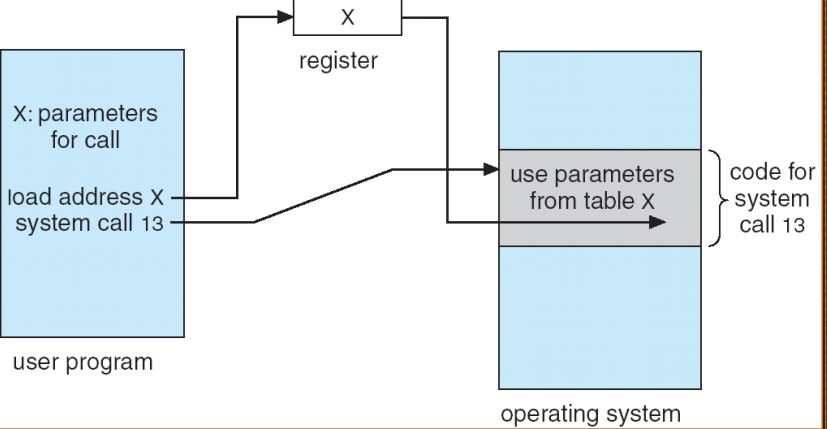 X
register
X: parameters
for call
load address X
system call 13
user program
use parameters
from table X
code for
system
call 13
operating system